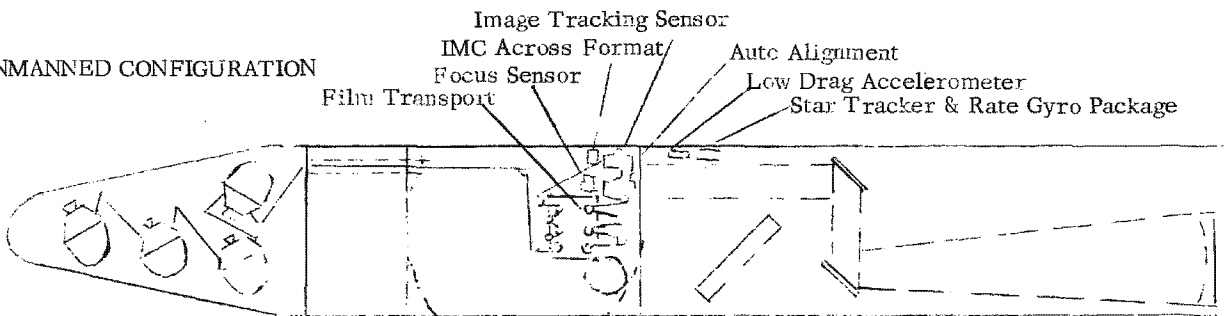 Image Tracking Sensor
IMC Across Format
NMANNED CONFIGURATION
Focus Sensor
Film Transport
Auto Alignment
Low Drag Accelerometer
Star Tracker & Rate Gyro Package